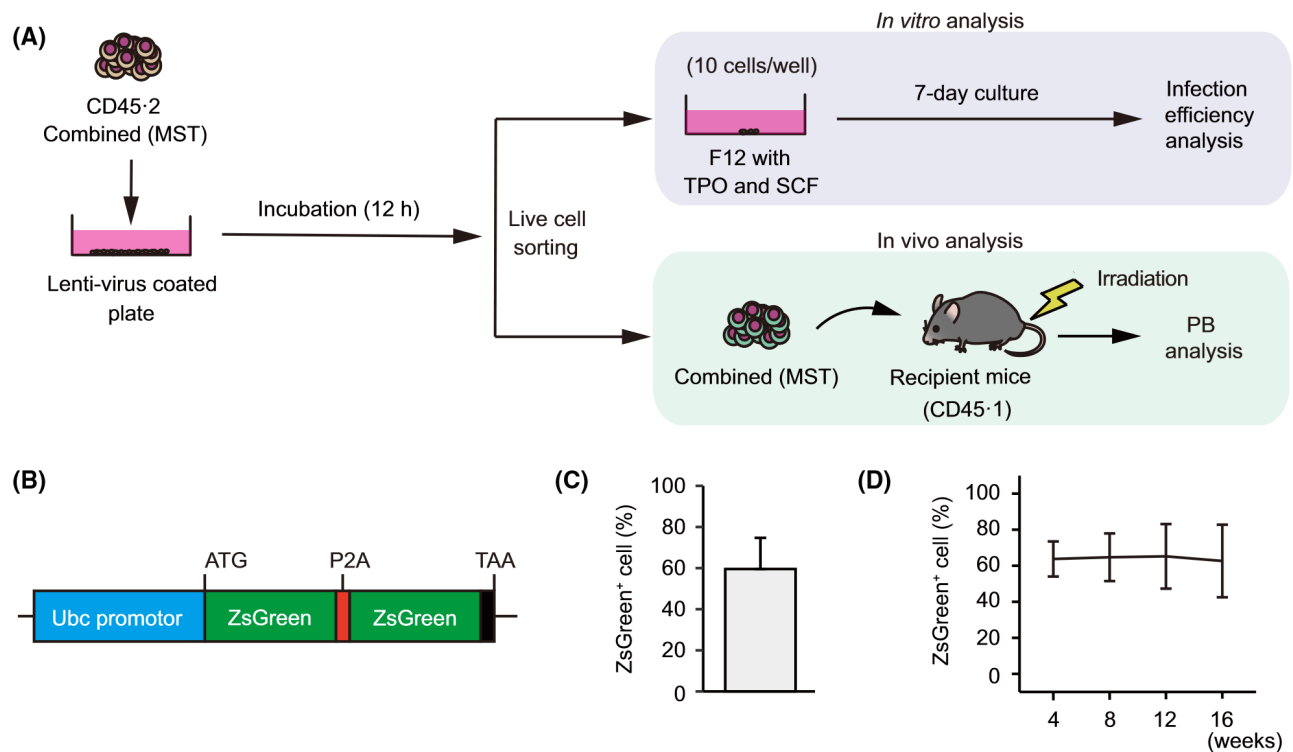 (A)
CD45·2
Combined (MST)
Lenti-virus coated
plate
Incubation (12 h)
Live cell
sorting
In vitro analysis
(10 cells/well)
F12 with
TPO and SCF
7-day culture
Infection
efficiency
analysis
In vivo analysis
Combined (MST)
Recipient mice
(CD45·1)
Irradiation
PB
analysis
(B)
ATG
P2A
TAA
Ubc promotor
ZsGreen
ZsGreen
(C)
ZsGreen⁺ cell (%)
100
80
60
40
20
0
(D)
ZsGreen⁺ cell (%)
100
80
60
40
20
0
4 8 12 16
(weeks)